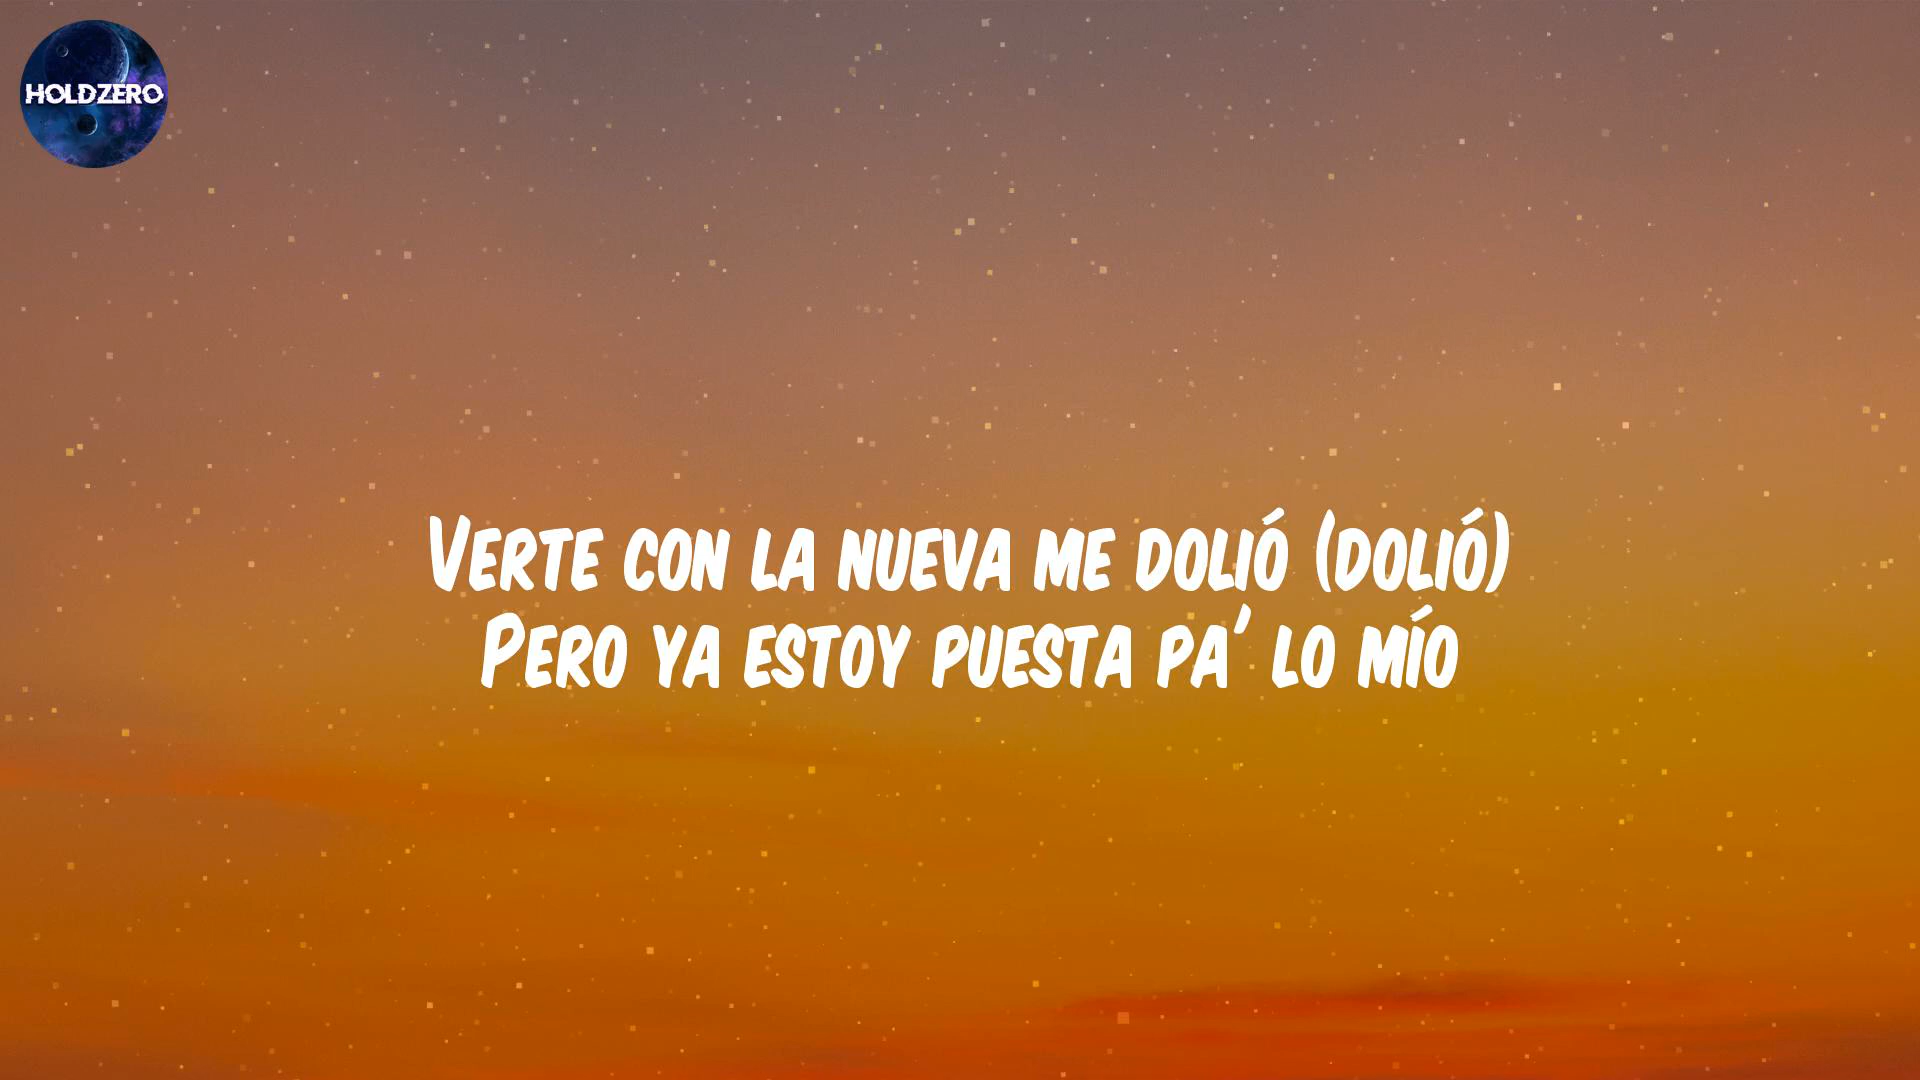 HOLDZERO
Verte con la nueva me dolió (dolió)
Pero ya estoy puesta pa' lo mío